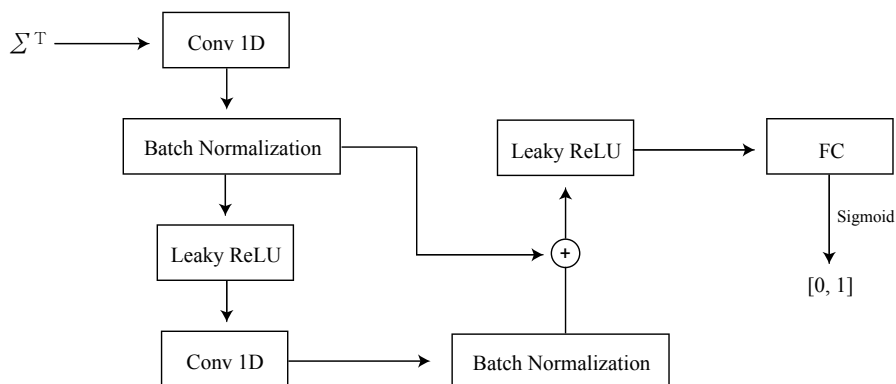 ∑ᵀ
Conv 1D
Batch Normalization
Leaky ReLU
Conv 1D
Batch Normalization
+
Leaky ReLU
FC
Sigmoid
[0, 1]